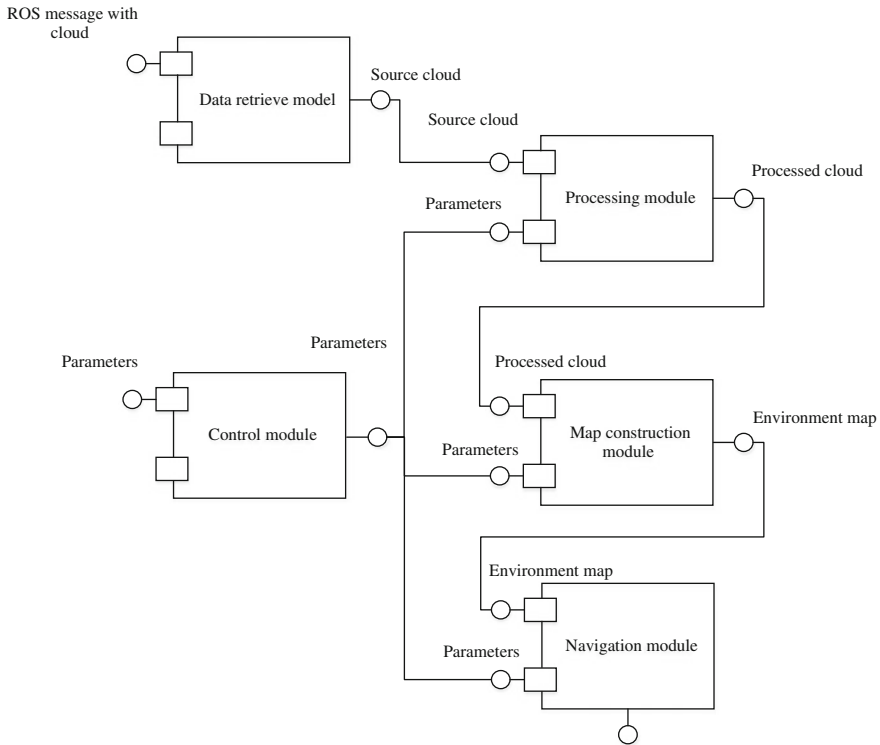 ROS message with
cloud
Data retrieve model
Source cloud
Source cloud
Processing module
Processed cloud
Parameters
Parameters
Parameters
Control module
Processed cloud
Map construction
module
Environment map
Parameters
Environment map
Navigation module
Parameters